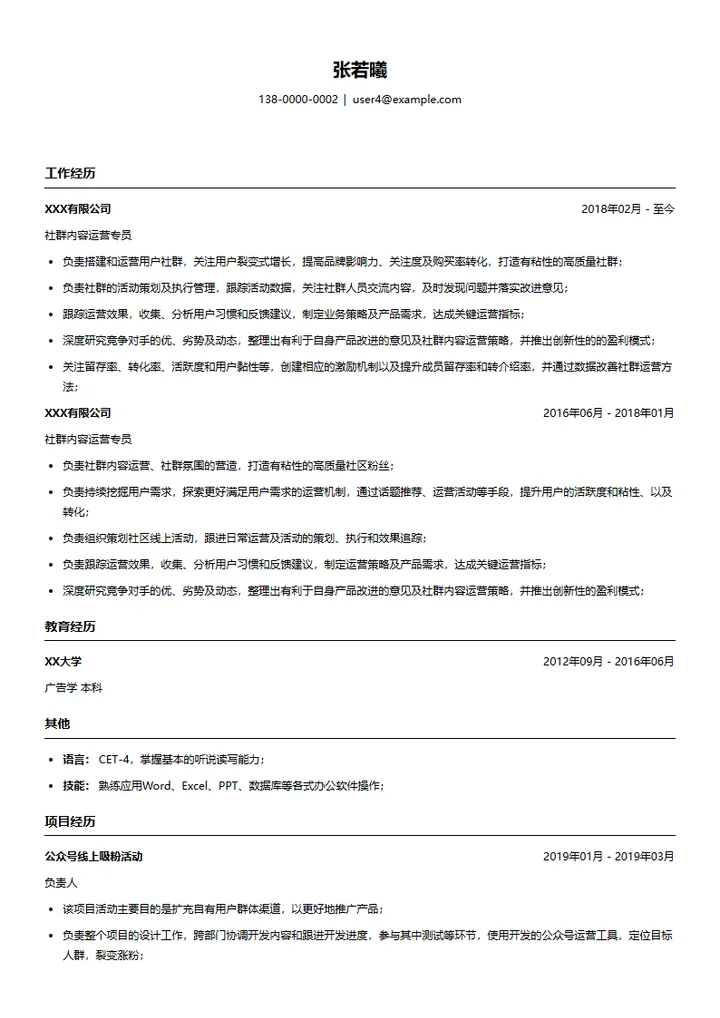 张若曦
138-0000-0002 | user4@example.com
工作经历
XXX有限公司 2018年02月 - 至今
社群内容运营专员
• 负责搭建和运营用户社群，关注用户裂变式增长，提高品牌影响力、关注度及购买率转化，打造有粘性的高质量社群；
• 负责社群的活动策划及执行管理，跟踪活动数据，关注社群人员交流内容，及时发现问题并落实改进意见；
• 跟踪运营效果，收集、分析用户习惯和反馈建议，制定业务策略及产品需求，达成关键运营指标；
• 深度研究竞争对手的优、劣势及动态，整理出有利于自身产品改进的意见及社群内容运营策略，并推出创新性的的盈利模式；
• 关注留存率、转化率、活跃度和用户黏性等，创建相应的激励机制以及提升成员留存率和转介绍率，并通过数据改善社群运营方
法；
XXX有限公司 2016年06月 - 2018年01月
社群内容运营专员
• 负责社群内容运营、社群氛围的营造，打造有粘性的高质量社区粉丝；
• 负责持续挖掘用户需求，探索更好满足用户需求的运营机制，通过话题推荐、运营活动等手段，提升用户的活跃度和粘性、以及
转化；
• 负责组织策划社区线上活动，跟进日常运营及活动的策划、执行和效果追踪；
• 负责跟踪运营效果，收集、分析用户习惯和反馈建议，制定运营策略及产品需求，达成关键运营指标；
• 深度研究竞争对手的优、劣势及动态，整理出有利于自身产品改进的意见及社群内容运营策略，并推出创新性的盈利模式；
教育经历
XX大学 2012年09月 - 2016年06月
广告学 本科
其他
• 语言： CET-4，掌握基本的听说读写能力；
• 技能： 熟练应用Word、Excel、PPT、数据库等各式办公软件操作；
项目经历
公众号线上吸粉活动 2019年01月 - 2019年03月
负责人
• 该项目活动主要目的是扩充自有用户群体渠道，以更好地推广产品；
• 负责整个项目的设计工作，跨部门协调开发内容和跟进开发进度，参与其中测试等环节，使用开发的公众号运营工具，定位目标
人群，裂变涨粉；